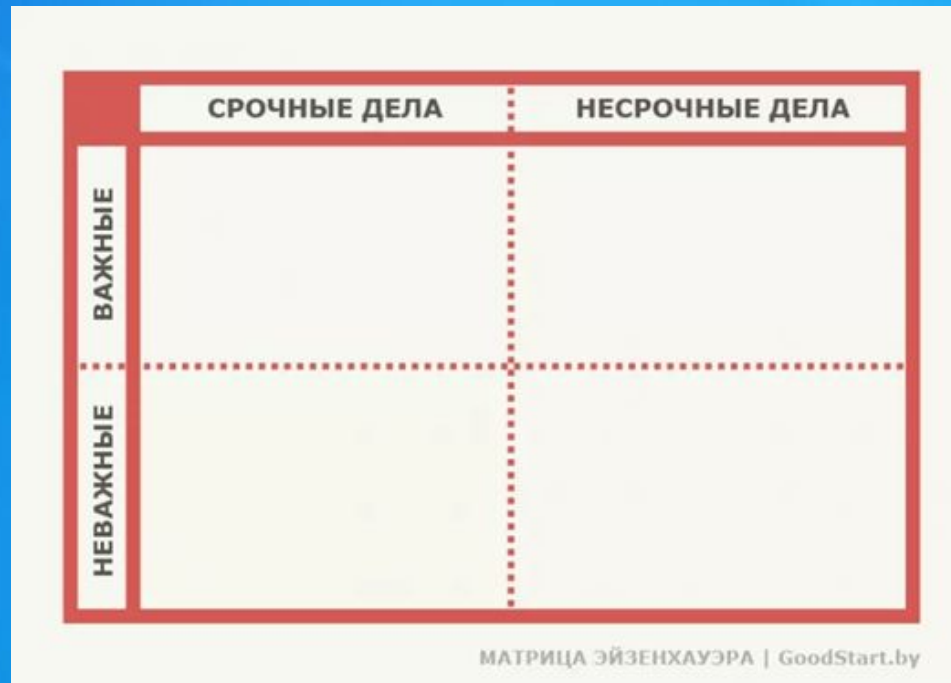 СРОЧНЫЕ ДЕЛА
НЕСРОЧНЫЕ ДЕЛА
ВАЖНЫЕ
НЕВАЖНЫЕ
МАТРИЦА ЭЙЗЕНХАУЭРА | GoodStart.by